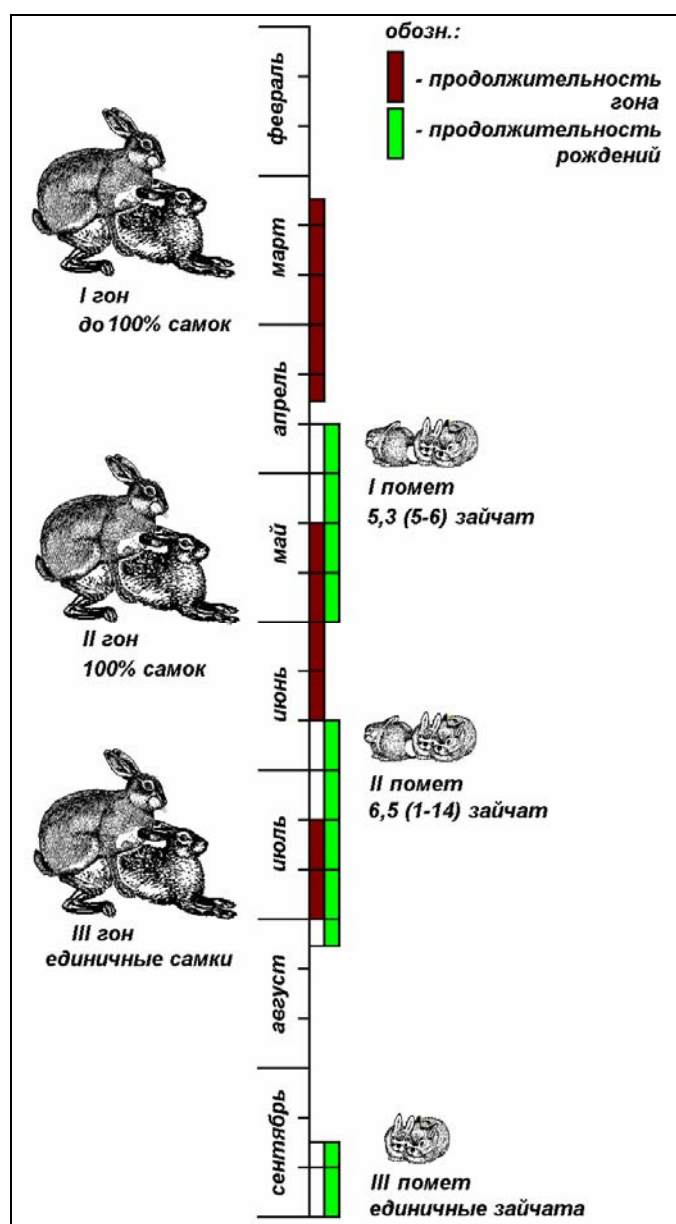 обозн.:
- продолжительность
гона
- продолжительность
рождений
февраль
март
I гон
до 100% самок
апрель
I помет
5,3 (5-6) зайчат
май
II гон
100% самок
июнь
II помет
6,5 (1-14) зайчат
июль
III гон
единичные самки
август
сентябрь
III помет
единичные зайчата